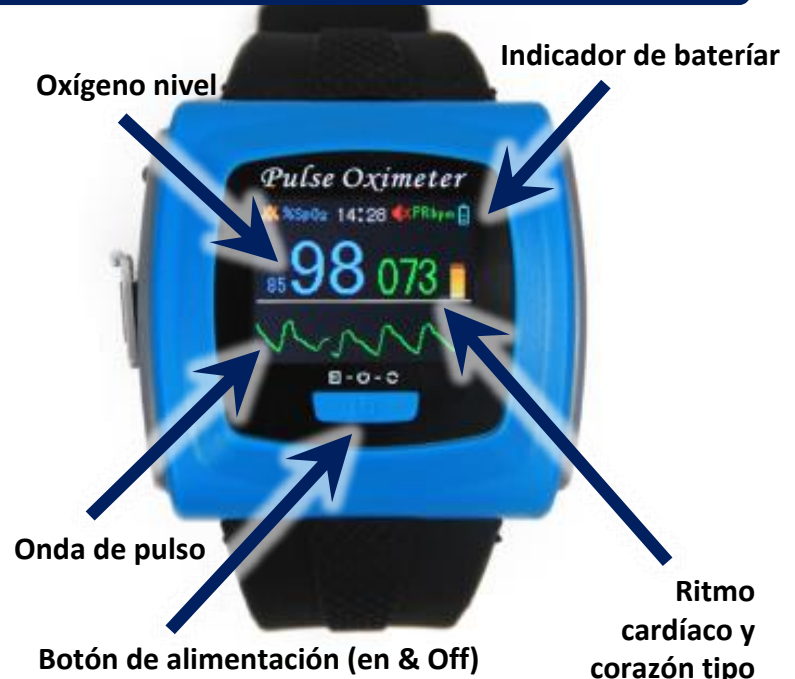 Indicador de bateríar
Oxígeno nivel
Pulse Oximeter
%SpO₂ 14:28 PRbpm
85 98 073
Onda de pulso
Ritmo
cardíaco y
corazón tipo
Botón de alimentación (en & Off)